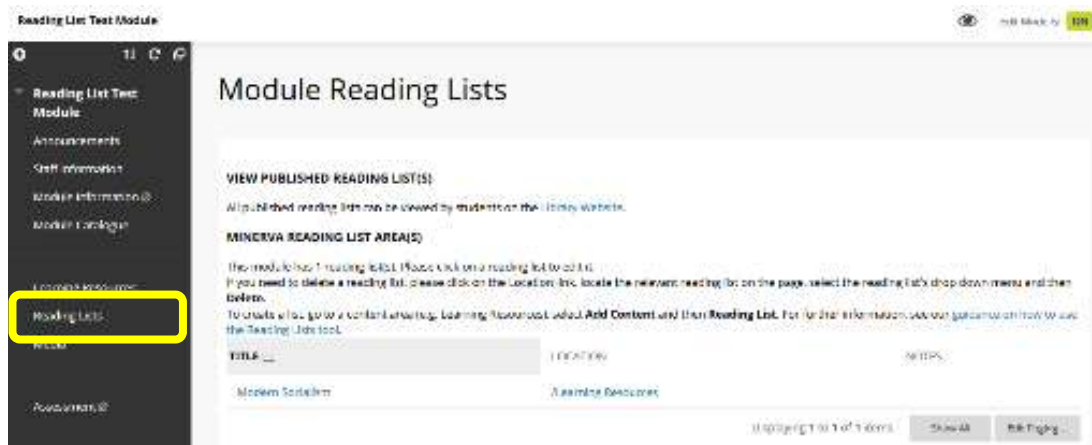 Reading List Test Module
Edit Mode is: ON
Reading List Test
Module
Announcements
Staff Information
Module Information
Module Catalogue
Learning Resources
Reading Lists
Media
Assessment
Module Reading Lists
VIEW PUBLISHED READING LIST(S)
All published reading lists can be viewed by students on the Library Website.
MINERVA READING LIST AREA(S)
This module has 1 reading list(s). Please click on a reading list to edit it.
If you need to delete a reading list, please click on the Location link, locate the relevant reading list on the page, select the reading list's drop down menu and then
Delete.
To create a list, go to a content area (e.g. Learning Resources), select Add Content and then Reading List. For further information, see our guidance on how to use
the Reading Lists tool.
TITLE LOCATION NOTES
Modern Socialism /Learning Resources
Displaying 1 to 1 of 1 items Show All Edit Paging...